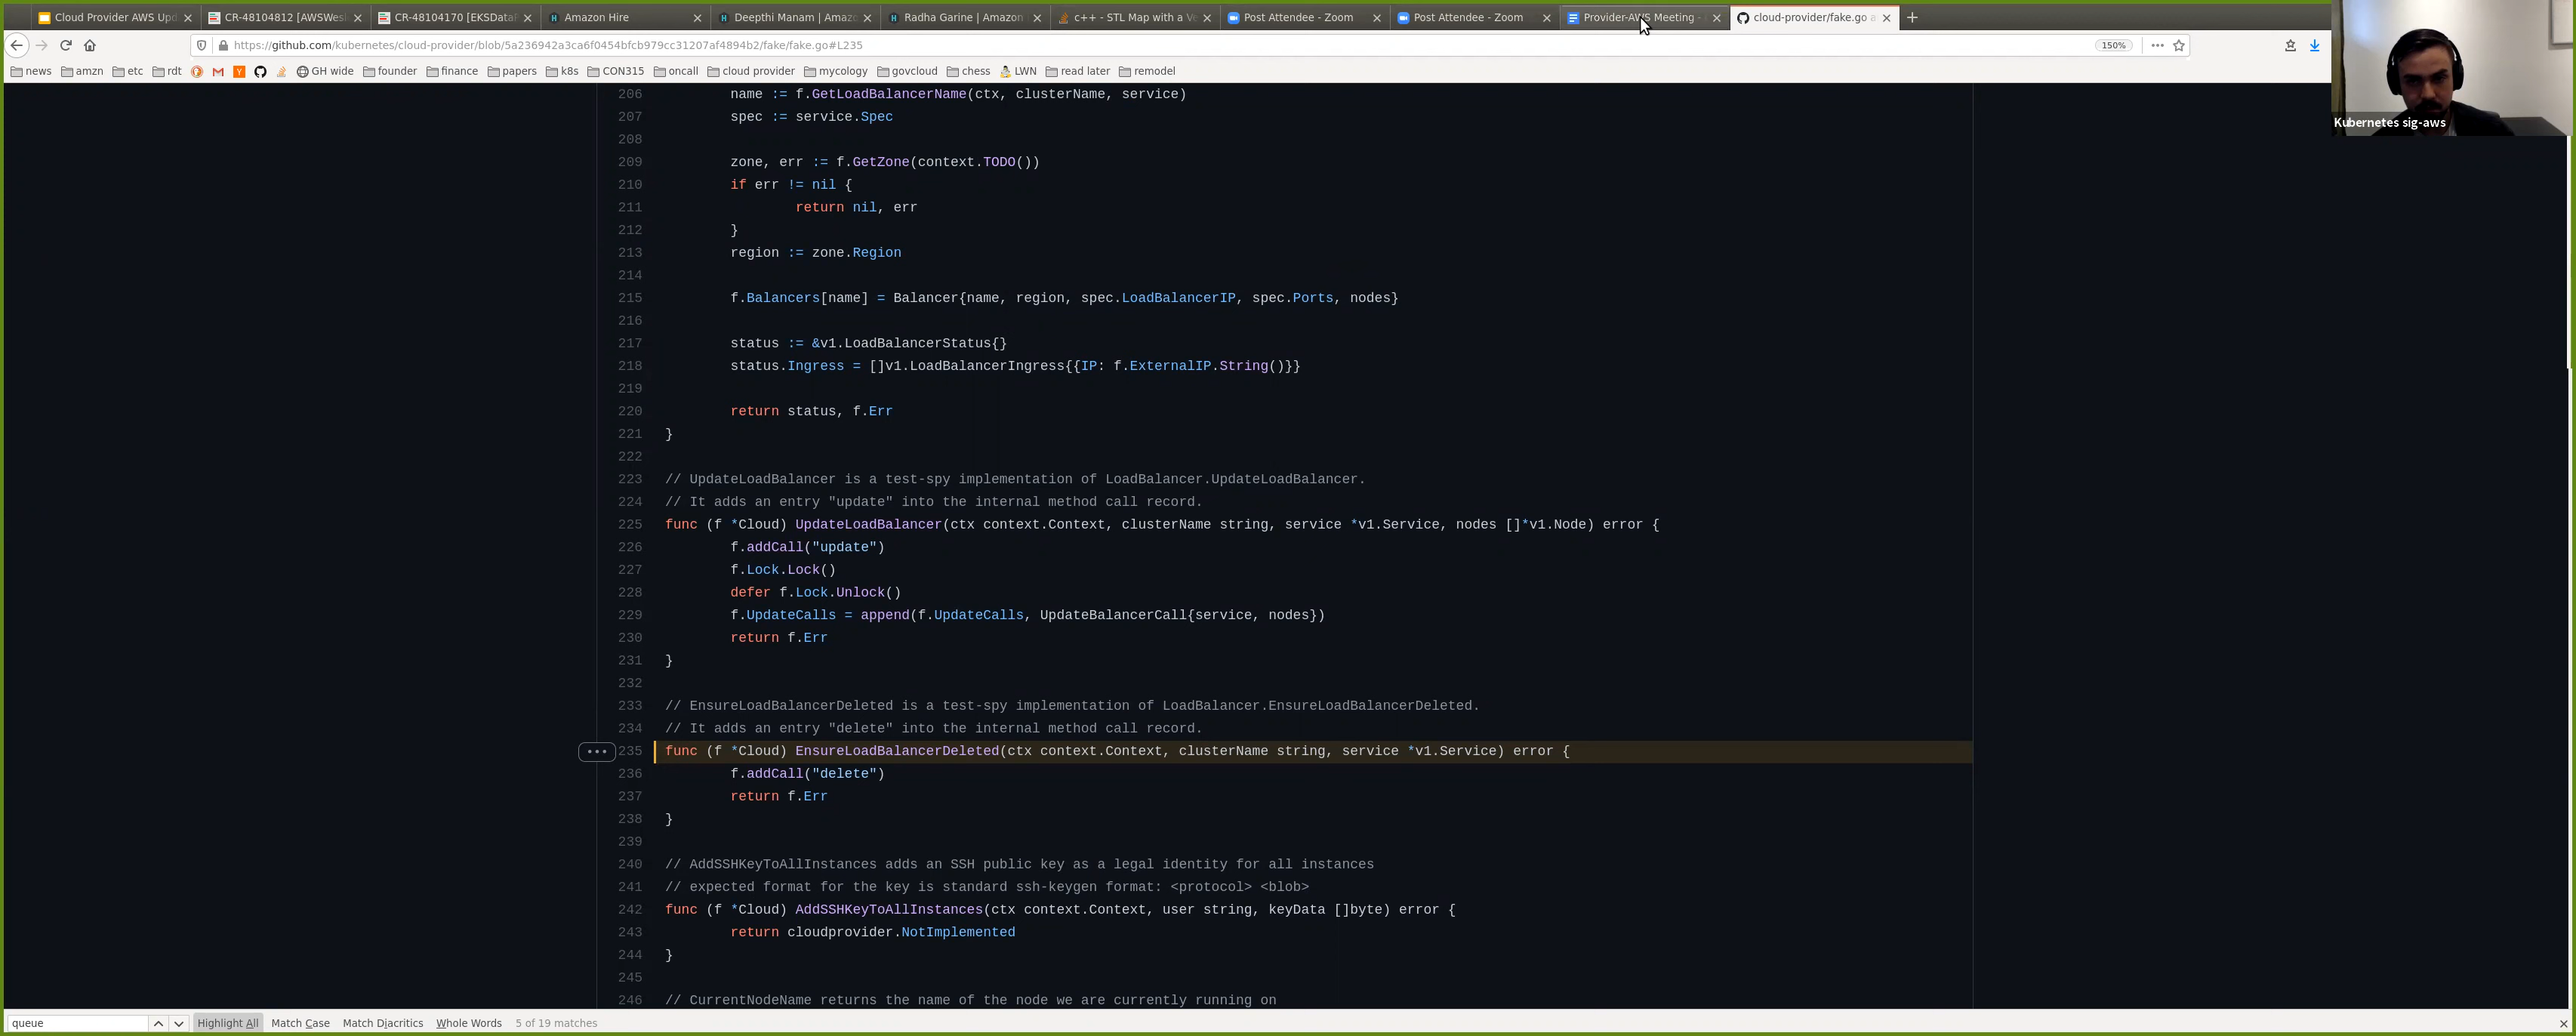 Cloud Provider AWS Upd
CR-48104812 [AWSWesl
CR-48104170 [EKSDataP
Amazon Hire
Deepthi Manam | Amazo
Radha Garine | Amazon
c++ - STL Map with a Ve
Post Attendee - Zoom
Post Attendee - Zoom
Provider-AWS Meeting -
cloud-provider/fake.go a
https://github.com/kubernetes/cloud-provider/blob/5a236942a3ca6f0454bfcb979cc31207af4894b2/fake/fake.go#L235
150%
news amzn etc rdt GH wide founder finance papers k8s CON315 oncall cloud provider mycology govcloud chess LWN read later remodel
Kubernetes sig-aws
206 name := f.GetLoadBalancerName(ctx, clusterName, service)
207 spec := service.Spec
208
209 zone, err := f.GetZone(context.TODO())
210 if err != nil {
211 return nil, err
212 }
213 region := zone.Region
214
215 f.Balancers[name] = Balancer{name, region, spec.LoadBalancerIP, spec.Ports, nodes}
216
217 status := &v1.LoadBalancerStatus{}
218 status.Ingress = []v1.LoadBalancerIngress{{IP: f.ExternalIP.String()}}
219
220 return status, f.Err
221 }
222
223 // UpdateLoadBalancer is a test-spy implementation of LoadBalancer.UpdateLoadBalancer.
224 // It adds an entry "update" into the internal method call record.
225 func (f *Cloud) UpdateLoadBalancer(ctx context.Context, clusterName string, service *v1.Service, nodes []*v1.Node) error {
226 f.addCall("update")
227 f.Lock.Lock()
228 defer f.Lock.Unlock()
229 f.UpdateCalls = append(f.UpdateCalls, UpdateBalancerCall{service, nodes})
230 return f.Err
231 }
232
233 // EnsureLoadBalancerDeleted is a test-spy implementation of LoadBalancer.EnsureLoadBalancerDeleted.
234 // It adds an entry "delete" into the internal method call record.
235 func (f *Cloud) EnsureLoadBalancerDeleted(ctx context.Context, clusterName string, service *v1.Service) error {
236 f.addCall("delete")
237 return f.Err
238 }
239
240 // AddSSHKeyToAllInstances adds an SSH public key as a legal identity for all instances
241 // expected format for the key is standard ssh-keygen format: <protocol> <blob>
242 func (f *Cloud) AddSSHKeyToAllInstances(ctx context.Context, user string, keyData []byte) error {
243 return cloudprovider.NotImplemented
244 }
245
246 // CurrentNodeName returns the name of the node we are currently running on
queue Highlight All Match Case Match Diacritics Whole Words 5 of 19 matches